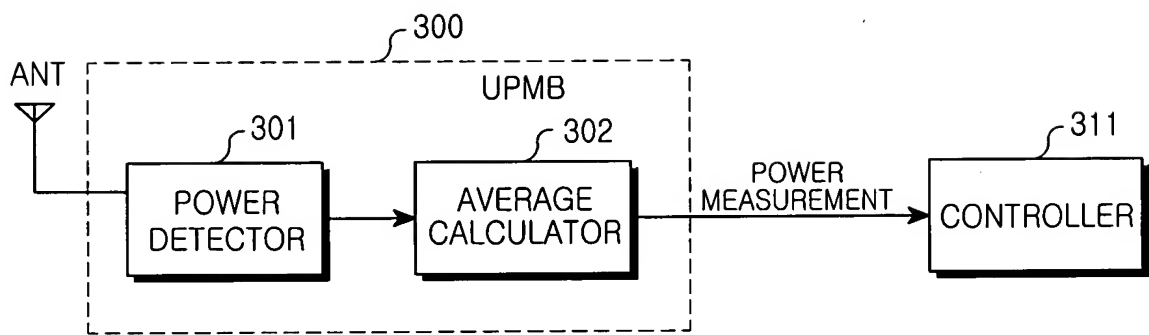 300
ANT
UPMB
301
302
311
POWER
DETECTOR
AVERAGE
CALCULATOR
POWER
MEASUREMENT
CONTROLLER